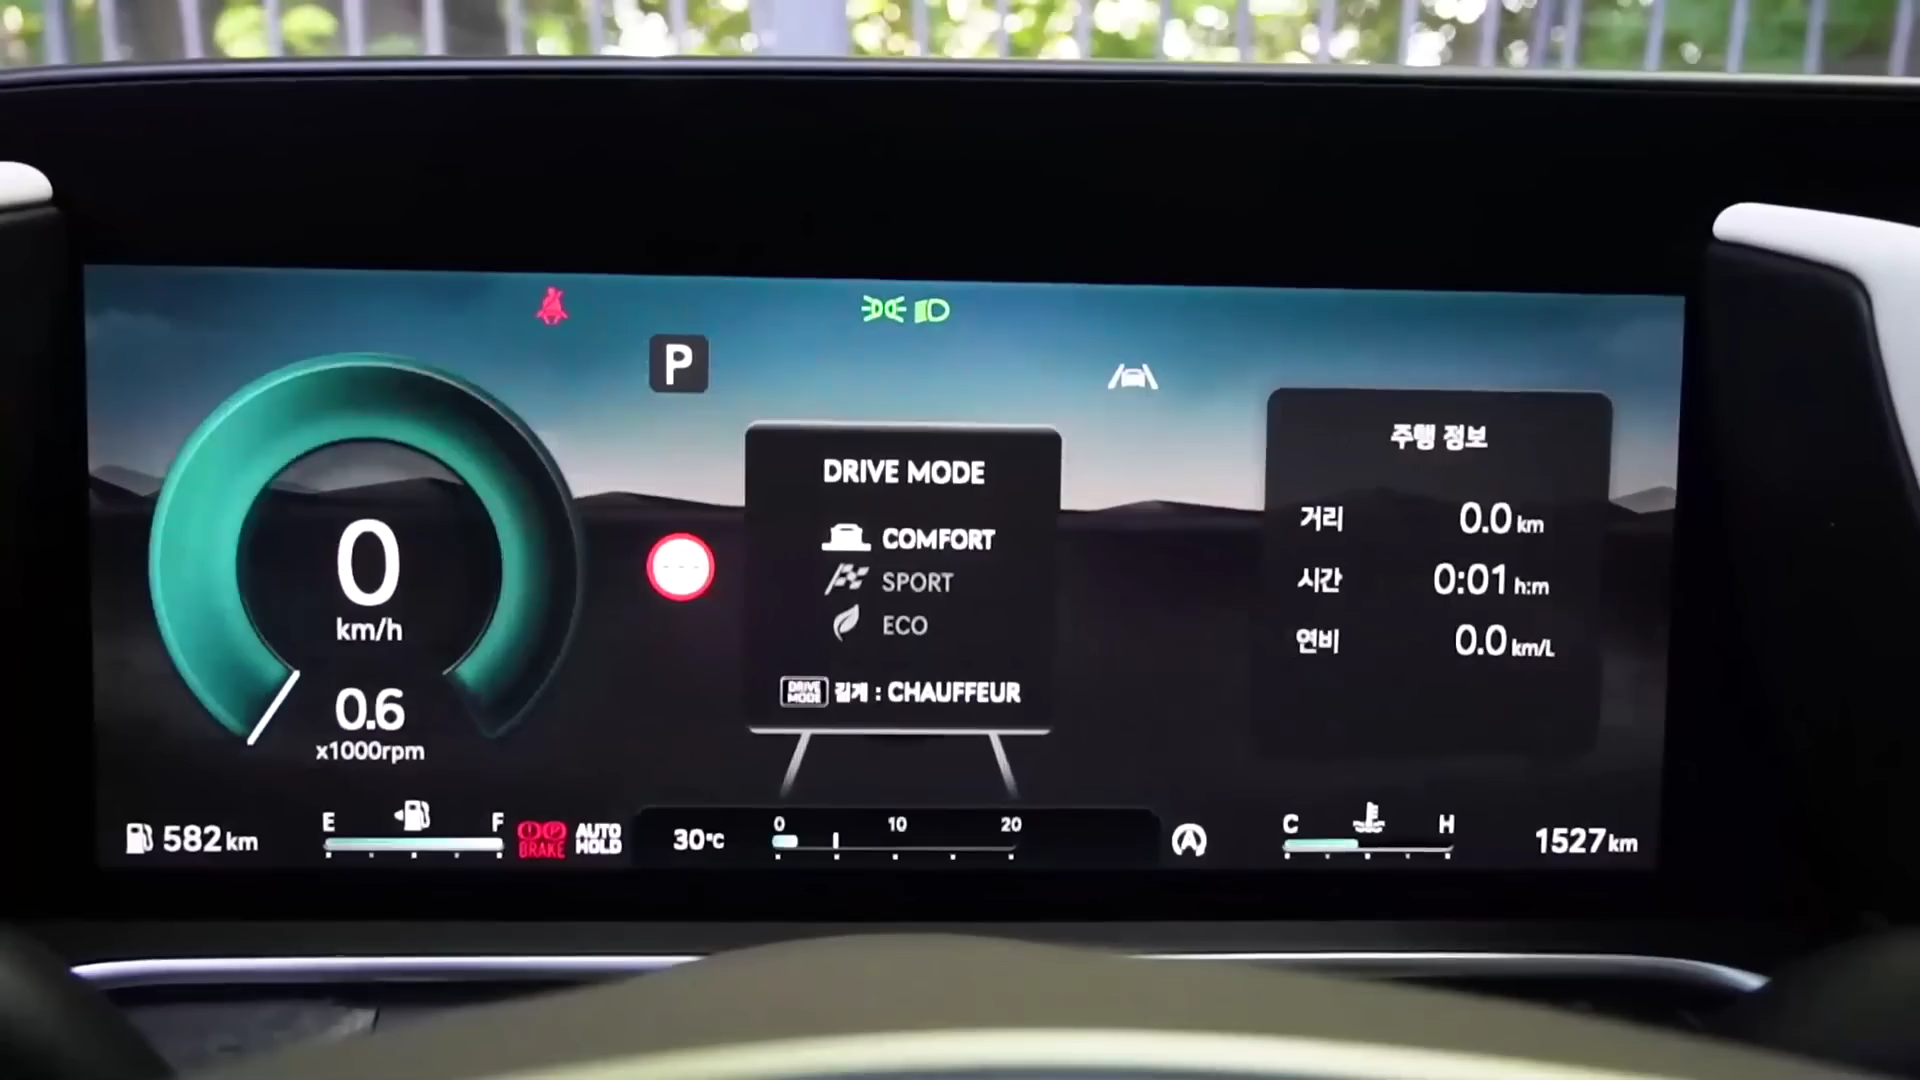 P
DRIVE MODE
COMFORT
SPORT
ECO
DRIVE MODE 길게 : CHAUFFEUR
0
km/h
0.6
x1000rpm
주행 정보
거리 0.0 km
시간 0:01 h:m
연비 0.0 km/L
582 km
E F
BRAKE
AUTO HOLD
30°C
0 10 20
A
C H
1527 km